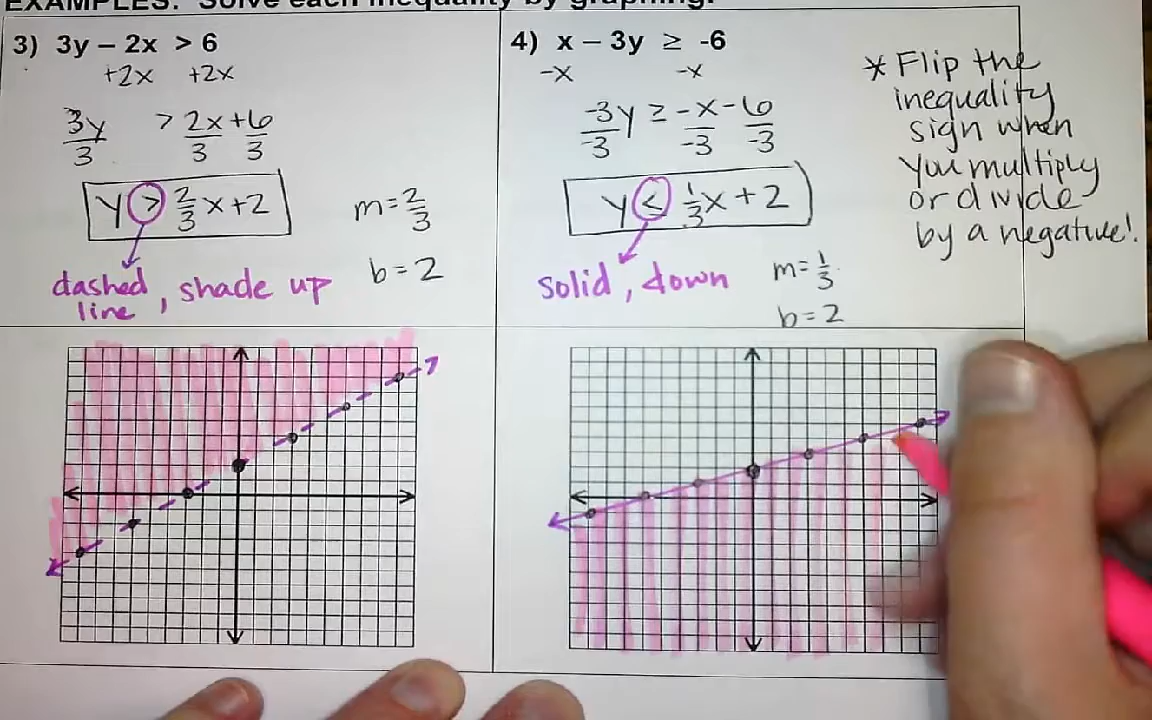 EXAMPLES: Solve each inequality by graphing.
3) 3y – 2x > 6
+2x +2x
3y/3 > 2x/3 + 6/3
y > 2/3 x + 2
m = 2/3
b = 2
dashed line, shade up
4) x – 3y ≥ -6
-x -x
-3y/-3 ≥ -x/-3 - 6/-3
y ≤ 1/3 x + 2
m = 1/3
b = 2
solid, down
* Flip the
inequality
sign when
you multiply
or divide
by a negative!